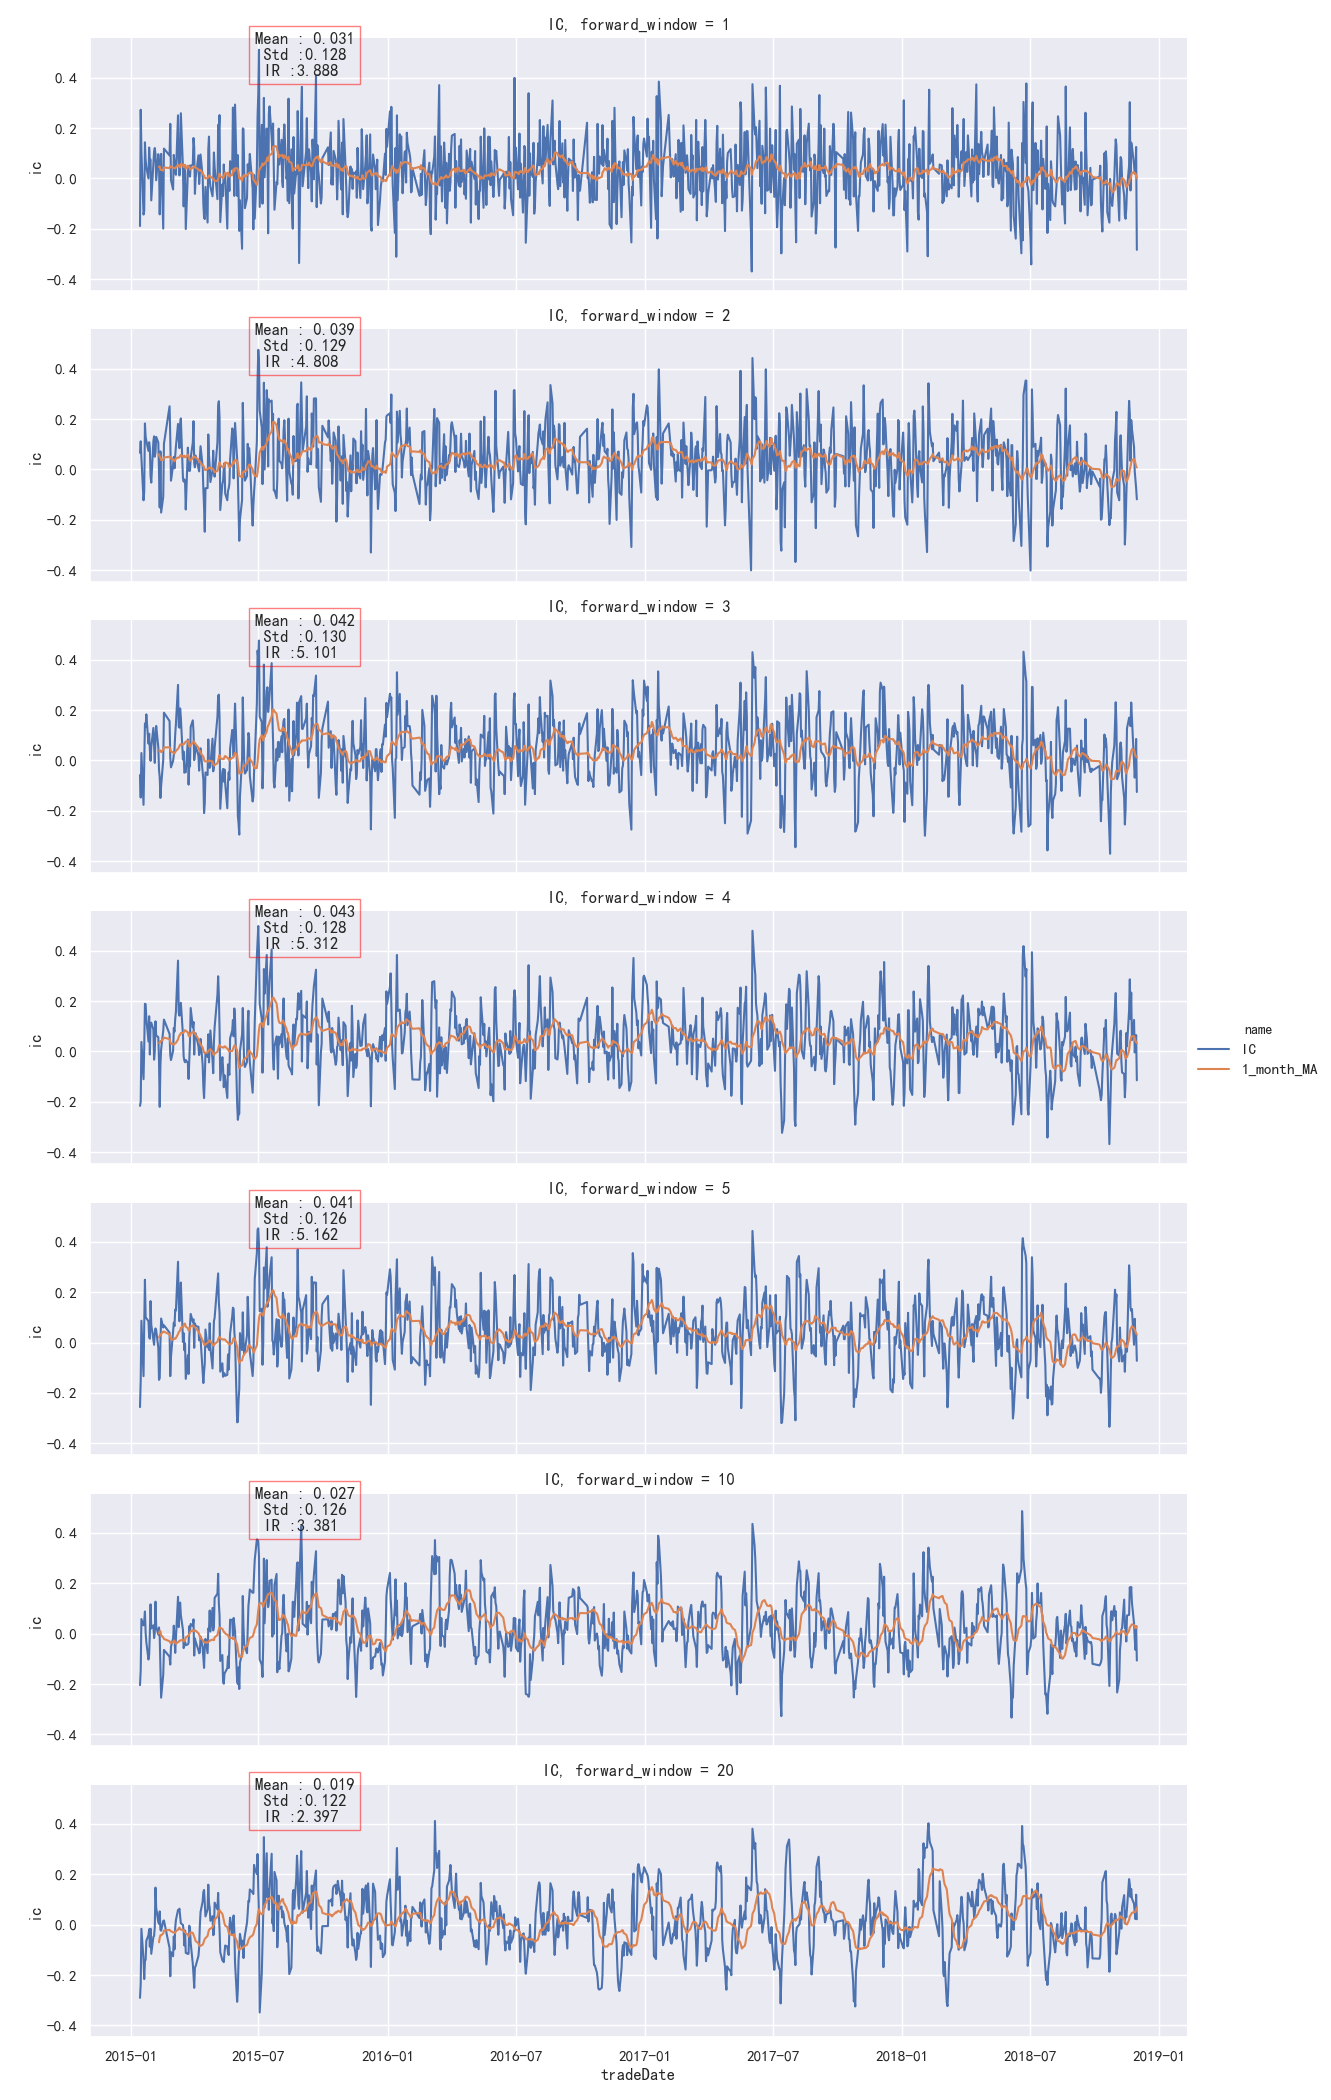 IC, forward_window = 1
Mean : 0.031
Std :0.128
IR :3.888
0.4
0.2
0.0
-0.2
-0.4
ic
IC, forward_window = 2
Mean : 0.039
Std :0.129
IR :4.808
0.4
0.2
0.0
-0.2
-0.4
ic
IC, forward_window = 3
Mean : 0.042
Std :0.130
IR :5.101
0.4
0.2
0.0
-0.2
-0.4
ic
IC, forward_window = 4
Mean : 0.043
Std :0.128
IR :5.312
0.4
0.2
0.0
-0.2
-0.4
ic
name
IC
1_month_MA
IC, forward_window = 5
Mean : 0.041
Std :0.126
IR :5.162
0.4
0.2
0.0
-0.2
-0.4
ic
IC, forward_window = 10
Mean : 0.027
Std :0.126
IR :3.381
0.4
0.2
0.0
-0.2
-0.4
ic
IC, forward_window = 20
Mean : 0.019
Std :0.122
IR :2.397
0.4
0.2
0.0
-0.2
-0.4
ic
2015-01 2015-07 2016-01 2016-07 2017-01 2017-07 2018-01 2018-07 2019-01
tradeDate